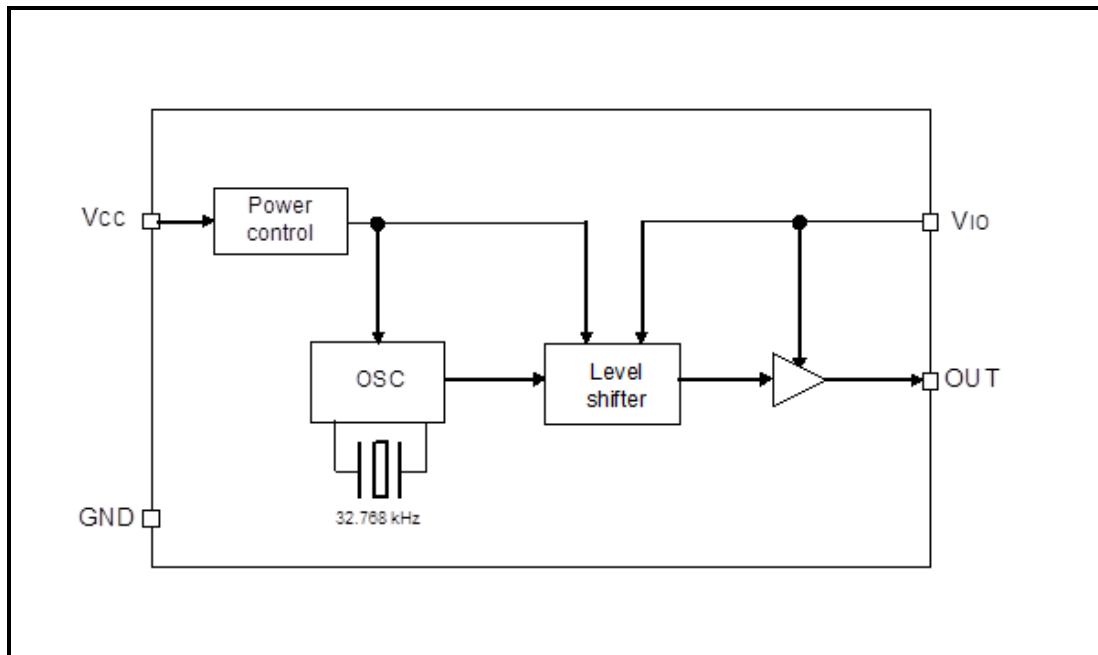 Power
control
VCC
VIO
OSC
Level
shifter
OUT
GND
32.768 kHz